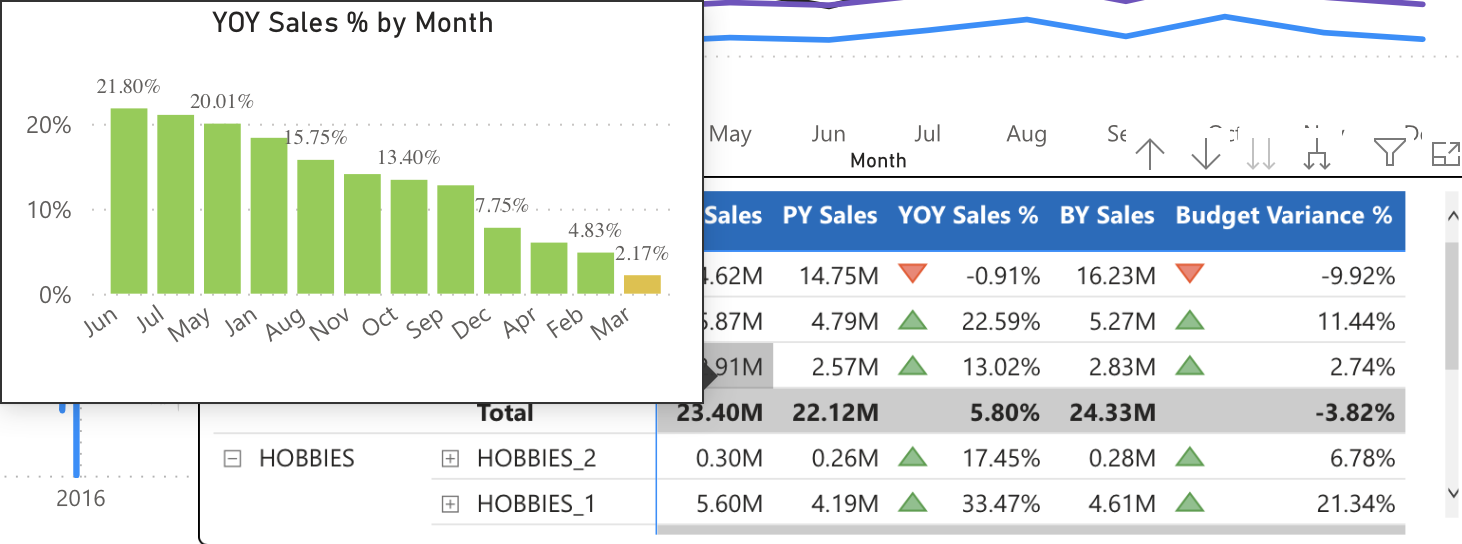 YOY Sales % by Month
21.80%
20.01%
15.75%
13.40%
7.75%
4.83%
2.17%
20%
10%
0%
Jun Jul May Jan Aug Nov Oct Sep Dec Apr Feb Mar
May Jun Jul Aug
Month
Sales PY Sales YOY Sales % BY Sales Budget Variance %
.62M 14.75M -0.91% 16.23M -9.92%
.87M 4.79M 22.59% 5.27M 11.44%
.91M 2.57M 13.02% 2.83M 2.74%
Total 23.40M 22.12M 5.80% 24.33M -3.82%
HOBBIES HOBBIES_2 0.30M 0.26M 17.45% 0.28M 6.78%
HOBBIES_1 5.60M 4.19M 33.47% 4.61M 21.34%
2016